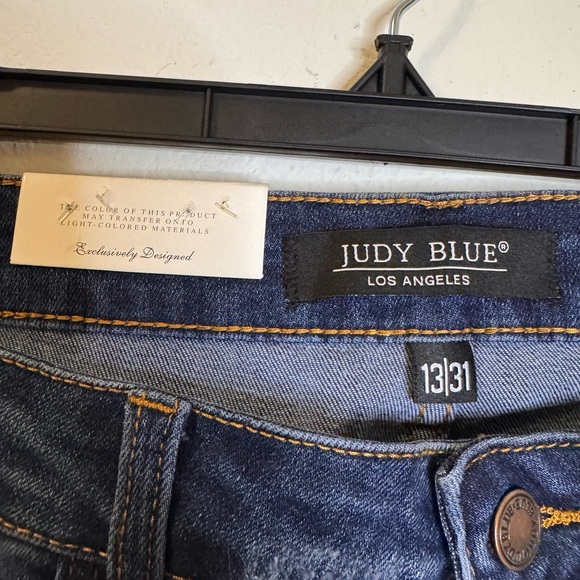 THE COLOR OF THIS PRODUCT
MAY TRANSFER ONTO
LIGHT-COLORED MATERIALS
Exclusively Designed
JUDY BLUE®
LOS ANGELES
13|31